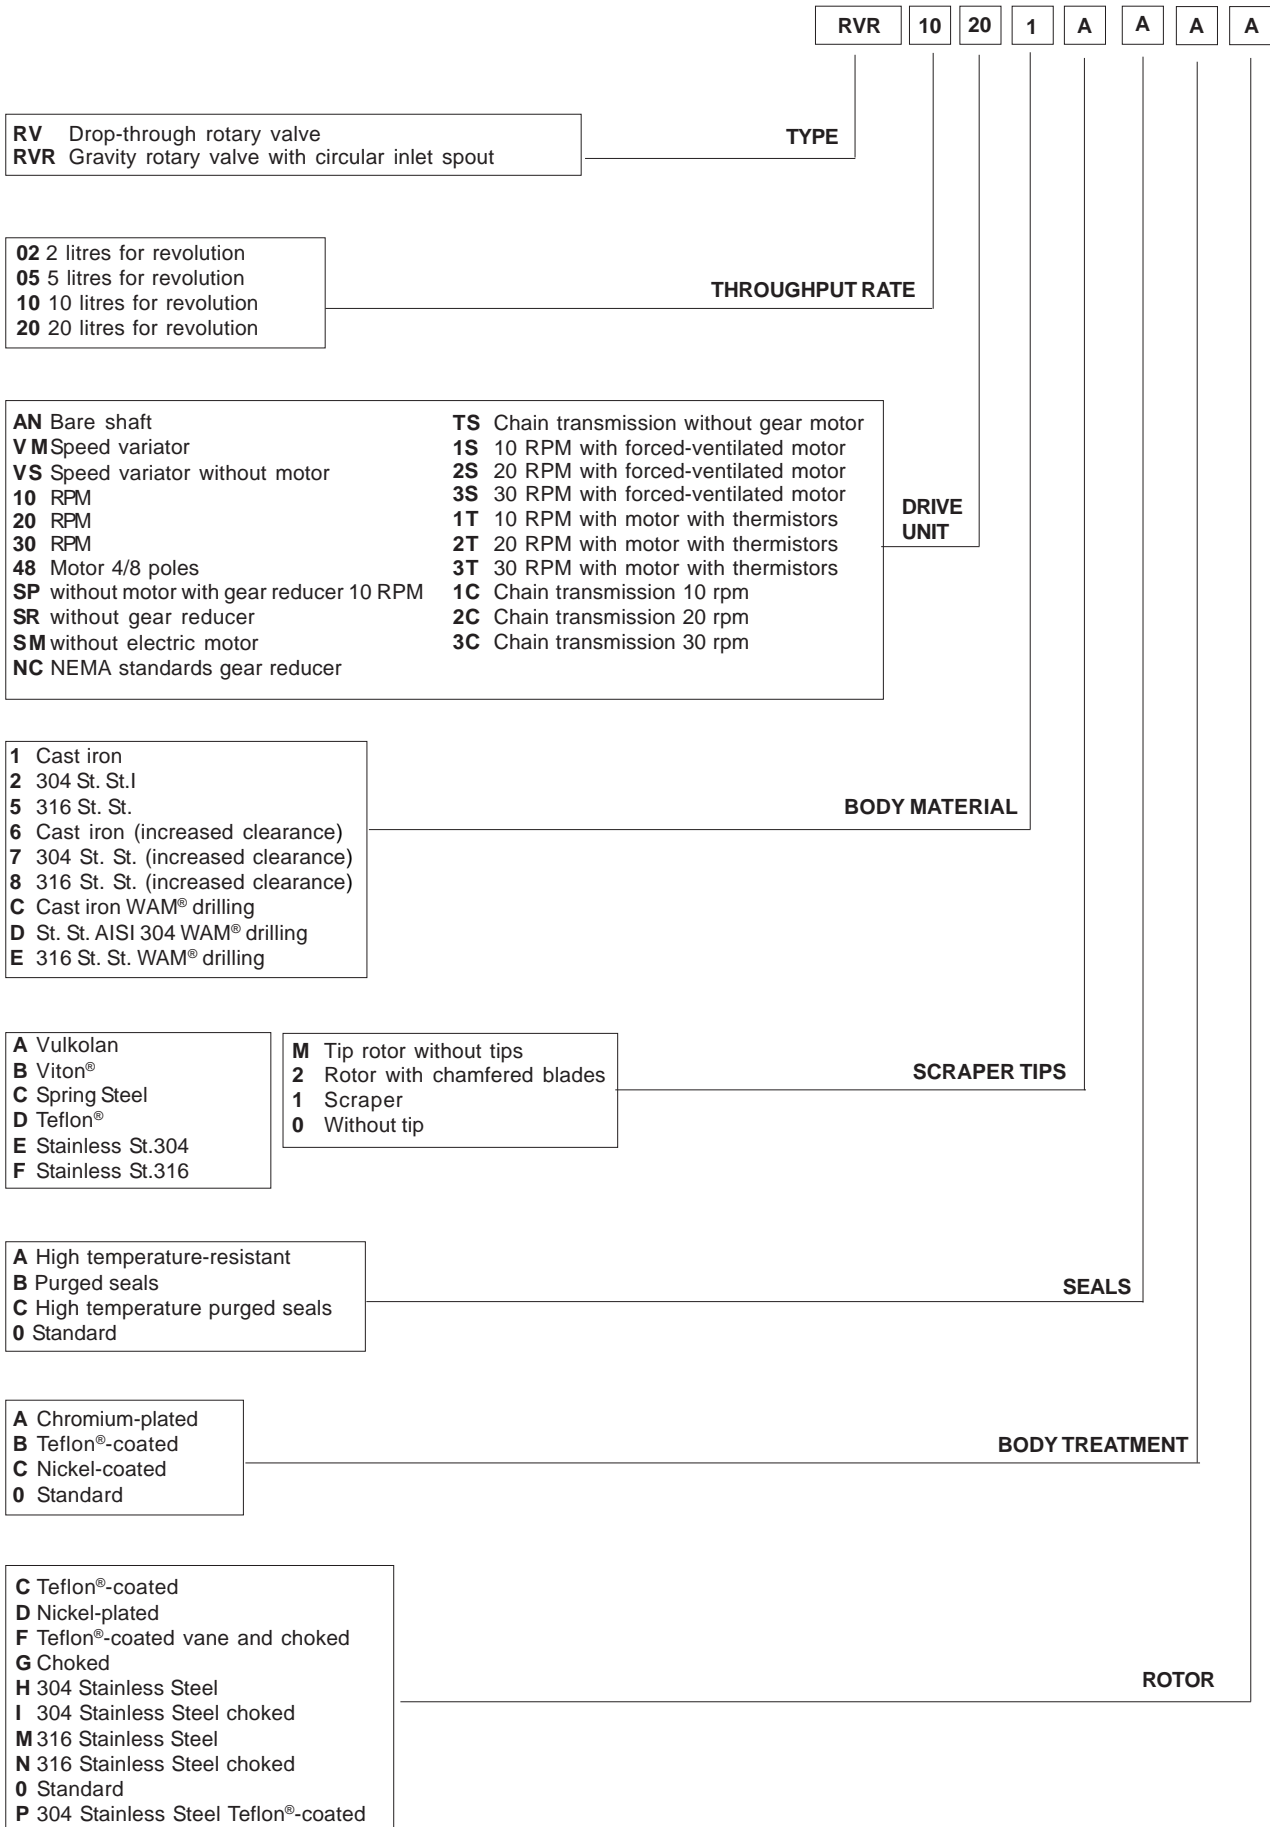 RVR 10 20 1 A A A A
RV Drop-through rotary valve
RVR Gravity rotary valve with circular inlet spout
TYPE
02 2 litres for revolution
05 5 litres for revolution
10 10 litres for revolution
20 20 litres for revolution
THROUGHPUT RATE
AN Bare shaft
VM Speed variator
VS Speed variator without motor
10 RPM
20 RPM
30 RPM
48 Motor 4/8 poles
SP without motor with gear reducer 10 RPM
SR without gear reducer
SM without electric motor
NC NEMA standards gear reducer
TS Chain transmission without gear motor
1S 10 RPM with forced-ventilated motor
2S 20 RPM with forced-ventilated motor
3S 30 RPM with forced-ventilated motor
1T 10 RPM with motor with thermistors
2T 20 RPM with motor with thermistors
3T 30 RPM with motor with thermistors
1C Chain transmission 10 rpm
2C Chain transmission 20 rpm
3C Chain transmission 30 rpm
DRIVE
UNIT
1 Cast iron
2 304 St. St.I
5 316 St. St.
6 Cast iron (increased clearance)
7 304 St. St. (increased clearance)
8 316 St. St. (increased clearance)
C Cast iron WAM® drilling
D St. St. AISI 304 WAM® drilling
E 316 St. St. WAM® drilling
BODY MATERIAL
A Vulkolan
B Viton®
C Spring Steel
D Teflon®
E Stainless St.304
F Stainless St.316
M Tip rotor without tips
2 Rotor with chamfered blades
1 Scraper
0 Without tip
SCRAPER TIPS
A High temperature-resistant
B Purged seals
C High temperature purged seals
0 Standard
SEALS
A Chromium-plated
B Teflon®-coated
C Nickel-coated
0 Standard
BODY TREATMENT
C Teflon®-coated
D Nickel-plated
F Teflon®-coated vane and choked
G Choked
H 304 Stainless Steel
I 304 Stainless Steel choked
M 316 Stainless Steel
N 316 Stainless Steel choked
0 Standard
P 304 Stainless Steel Teflon®-coated
ROTOR